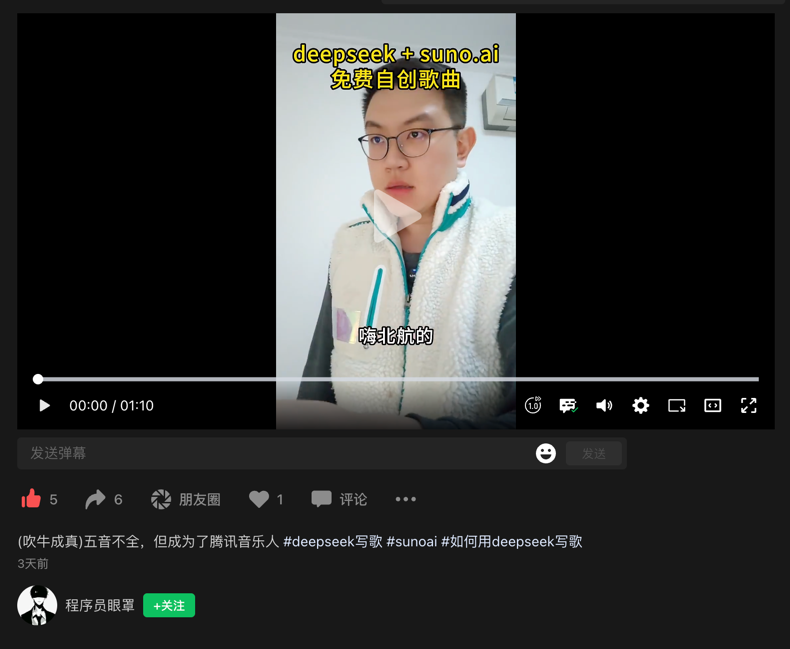 deepseek + suno.ai
免费自创歌曲
嗨北航的
00:00 / 01:10
1.0
发送弹幕
发送
5
6
朋友圈
1
评论
(吹牛成真)五音不全，但成为了腾讯音乐人 #deepseek写歌 #sunoai #如何用deepseek写歌
3天前
程序员眼罩
+关注